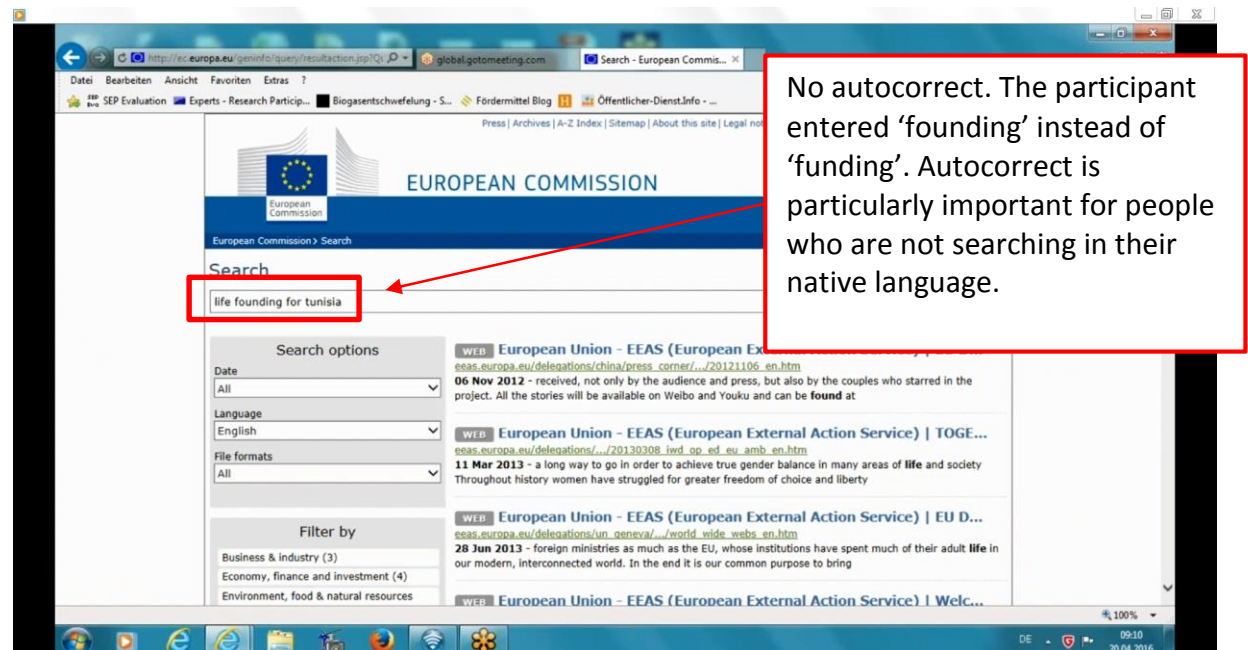 http://ec.europa.eu/geninfo/query/resultaction.jsp?Q
global.gotomeeting.com
Search - European Commis...
Datei Bearbeiten Ansicht Favoriten Extras ?
SEP Evaluation Experts - Research Particip... Biogasentschwefelung - S... Fördermittel Blog Öffentlicher-Dienst.Info - ...
Press | Archives | A-Z Index | Sitemap | About this site | Legal
EUROPEAN COMMISSION
European
Commission
European Commission > Search
Search
life founding for tunisia
No autocorrect. The participant
entered ‘founding’ instead of
‘funding’. Autocorrect is
particularly important for people
who are not searching in their
native language.
Search options
Date
All
Language
English
File formats
All
Filter by
Business & industry (3)
Economy, finance and investment (4)
Environment, food & natural resources
WEB European Union - EEAS (European
eeas.europa.eu/delegations/china/press_corner/.../20121106_en.htm
06 Nov 2012 - received, not only by the audience and press, but also by the couples who starred in the
project. All the stories will be available on Weibo and Youku and can be found at
WEB European Union - EEAS (European External Action Service) | TOGE...
eeas.europa.eu/delegations/.../20130308_iwd_op_ed_eu_amb_en.htm
11 Mar 2013 - a long way to go in order to achieve true gender balance in many areas of life and society
Throughout history women have struggled for greater freedom of choice and liberty
WEB European Union - EEAS (European External Action Service) | EU D...
eeas.europa.eu/delegations/un_geneva/.../world_wide_webs_en.htm
28 Jun 2013 - foreign ministries as much as the EU, whose institutions have spent much of their adult life in
our modern, interconnected world. In the end it is our common purpose to bring
WEB European Union - EEAS (European External Action Service) | Welc...
100%
DE
09:10
20.04.2016